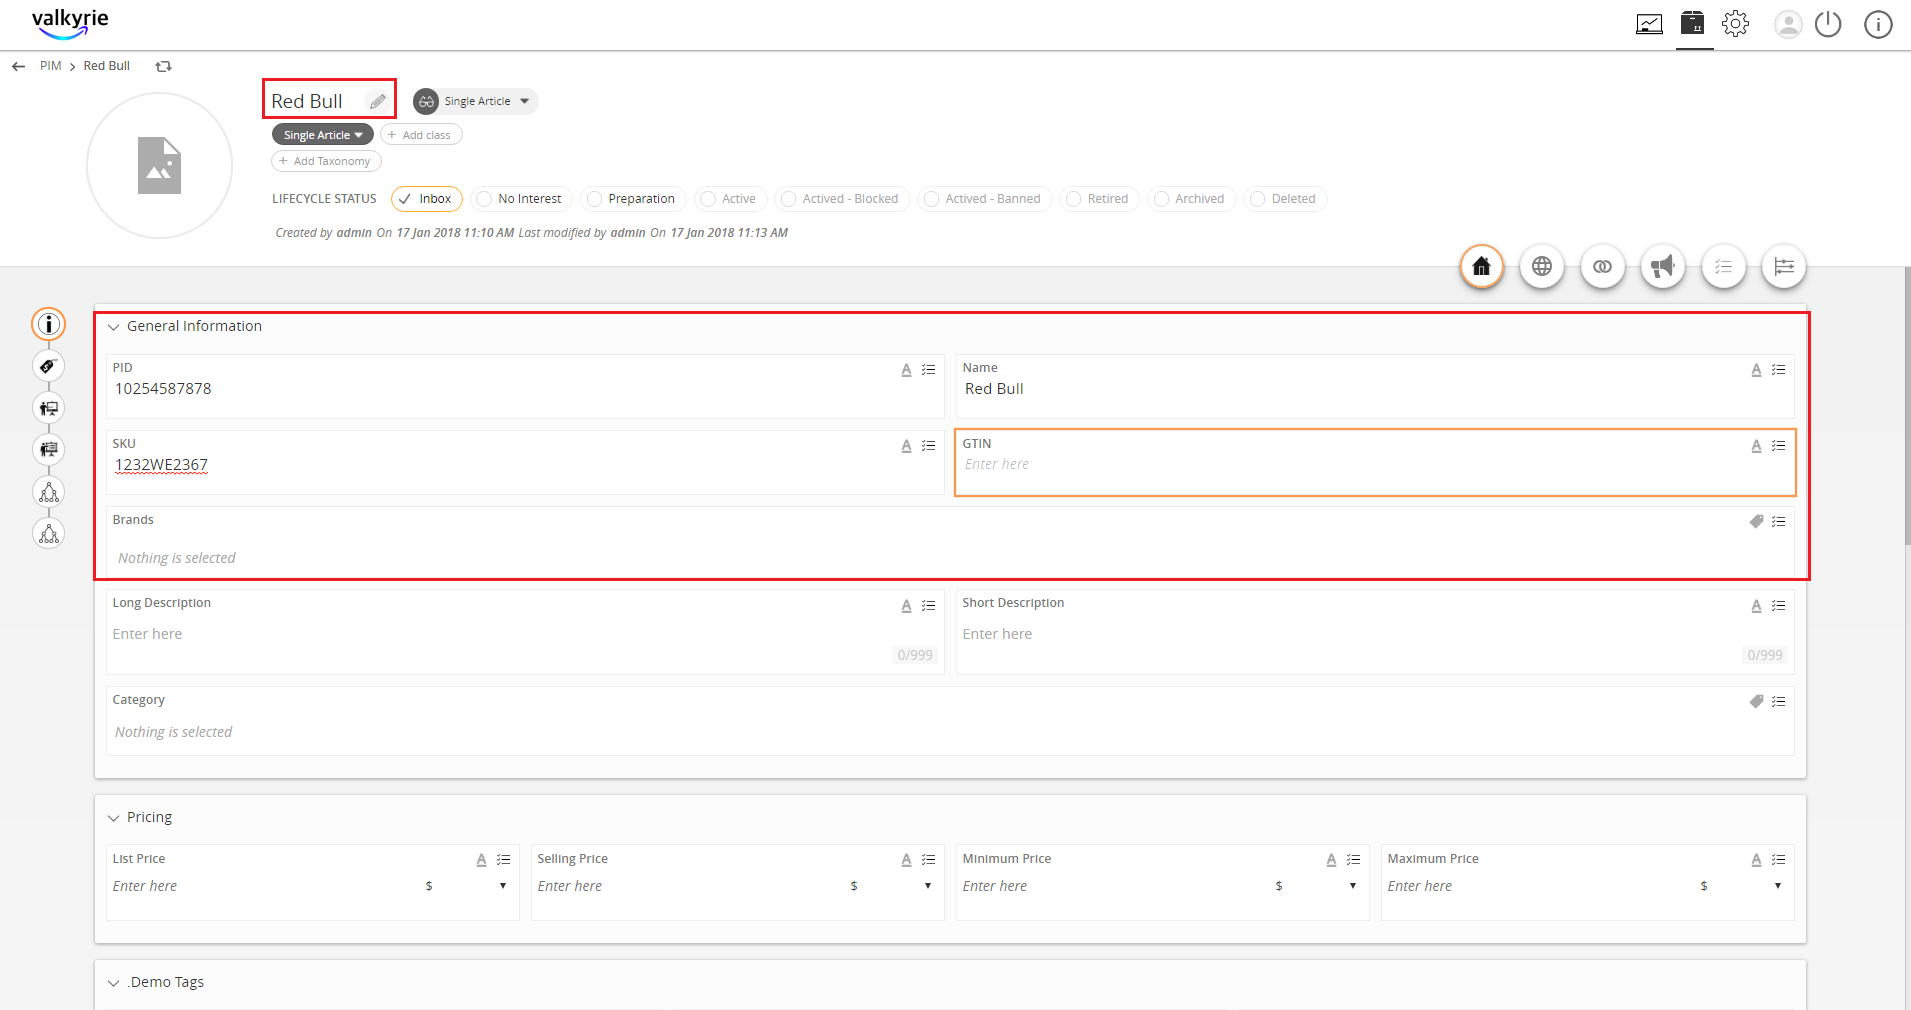 valkyrie
PIM > Red Bull
Red Bull
Single Article
Single Article
+ Add class
+ Add Taxonomy
LIFECYCLE STATUS Inbox No Interest Preparation Active Actived - Blocked Actived - Banned Retired Archived Deleted
Created by admin On 17 Jan 2018 11:10 AM Last modified by admin On 17 Jan 2018 11:13 AM
General Information
PID
10254587878
Name
Red Bull
SKU
1232WE2367
GTIN
Enter here
Brands
Nothing is selected
Long Description
Enter here
0/999
Short Description
Enter here
0/999
Category
Nothing is selected
Pricing
List Price
Enter here $
Selling Price
Enter here $
Minimum Price
Enter here $
Maximum Price
Enter here $
.Demo Tags